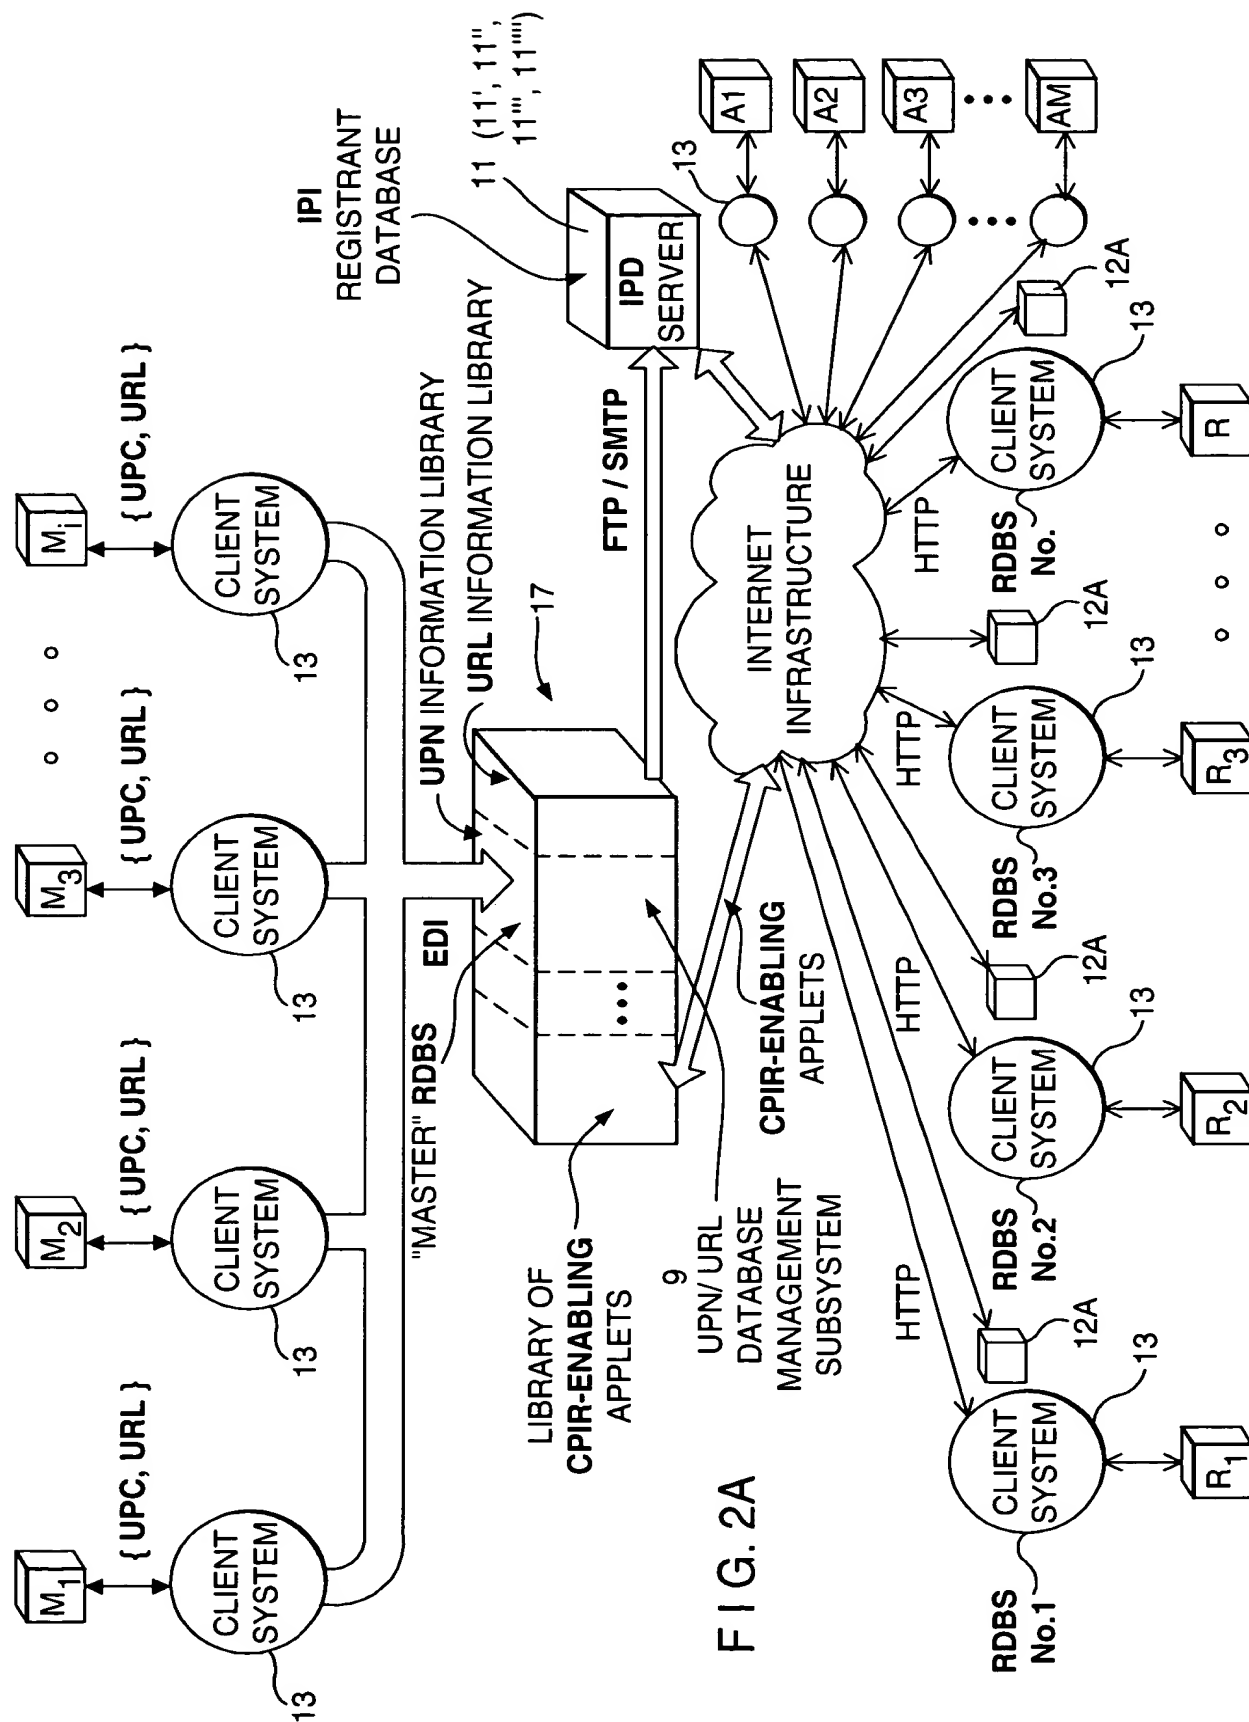 M1
M2
M3
Mi
{ UPC, URL }
{ UPC, URL }
{ UPC, URL }
{ UPC, URL }
CLIENT
SYSTEM
13
CLIENT
SYSTEM
13
CLIENT
SYSTEM
13
CLIENT
SYSTEM
13
EDI
"MASTER" RDBS
UPN INFORMATION LIBRARY
URL INFORMATION LIBRARY
17
IPI
REGISTRANT
DATABASE
11 (11', 11'',
11''', 11'''')
IPD
SERVER
FTP / SMTP
LIBRARY OF
CPIR-ENABLING
APPLETS
9
UPN/ URL
DATABASE
MANAGEMENT
SUBSYSTEM
CPIR-ENABLING
APPLETS
INTERNET
INFRASTRUCTURE
13
A1
A2
A3
AM
HTTP
HTTP
HTTP
HTTP
12A
12A
12A
12A
RDBS
No.1
CLIENT
SYSTEM
13
RDBS
No.2
CLIENT
SYSTEM
13
RDBS
No.3
CLIENT
SYSTEM
13
RDBS
No.
CLIENT
SYSTEM
13
R1
R2
R3
R
FIG. 2A